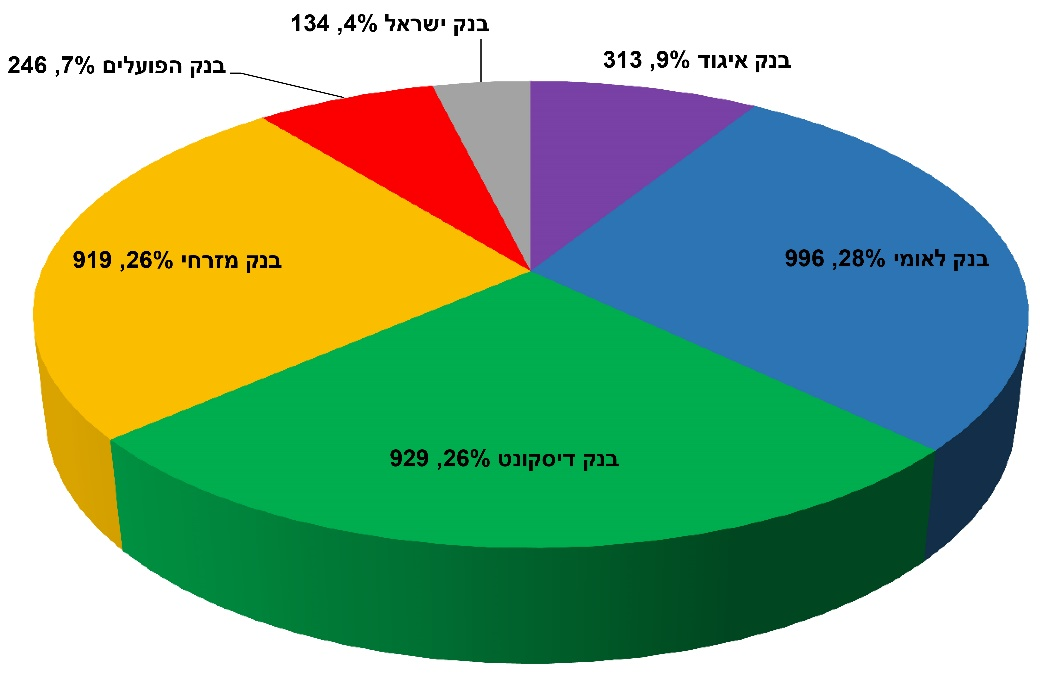 בנק ישראל 134, 4%
בנק איגוד 313, 9%
בנק הפועלים 246, 7%
בנק לאומי 996, 28%
בנק מזרחי 919, 26%
בנק דיסקונט 929, 26%